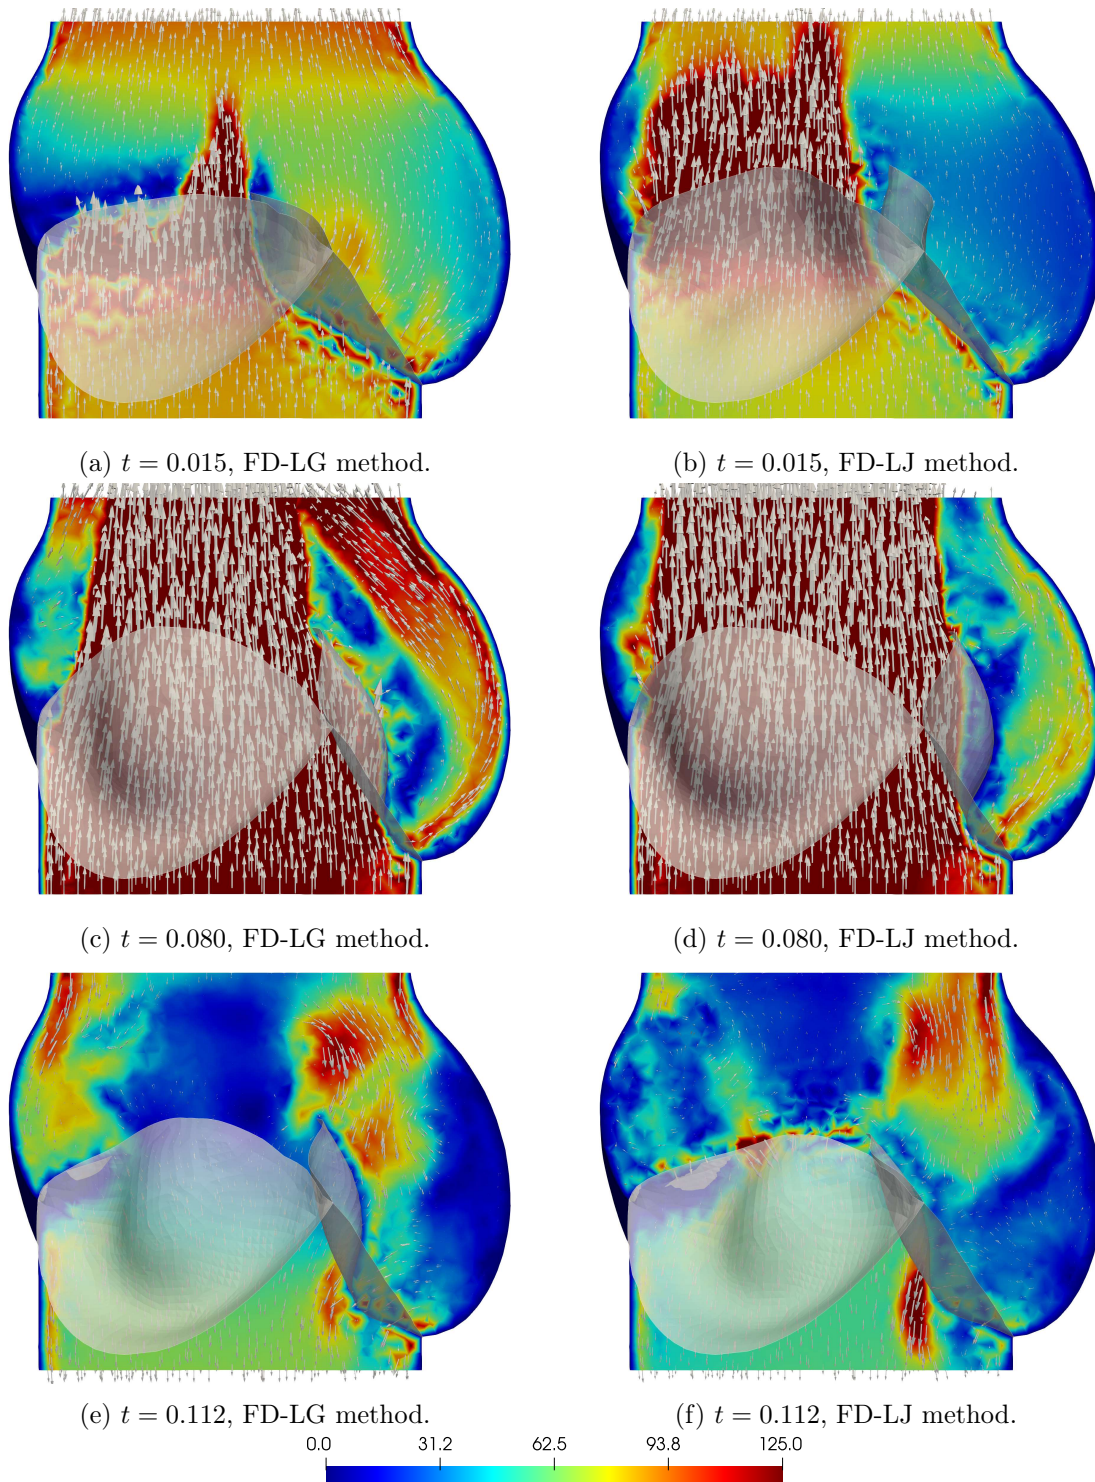 (a) t = 0.015, FD-LG method.
(b) t = 0.015, FD-LJ method.
(c) t = 0.080, FD-LG method.
(d) t = 0.080, FD-LJ method.
(e) t = 0.112, FD-LG method.
(f) t = 0.112, FD-LJ method.
0.0 31.2 62.5 93.8 125.0